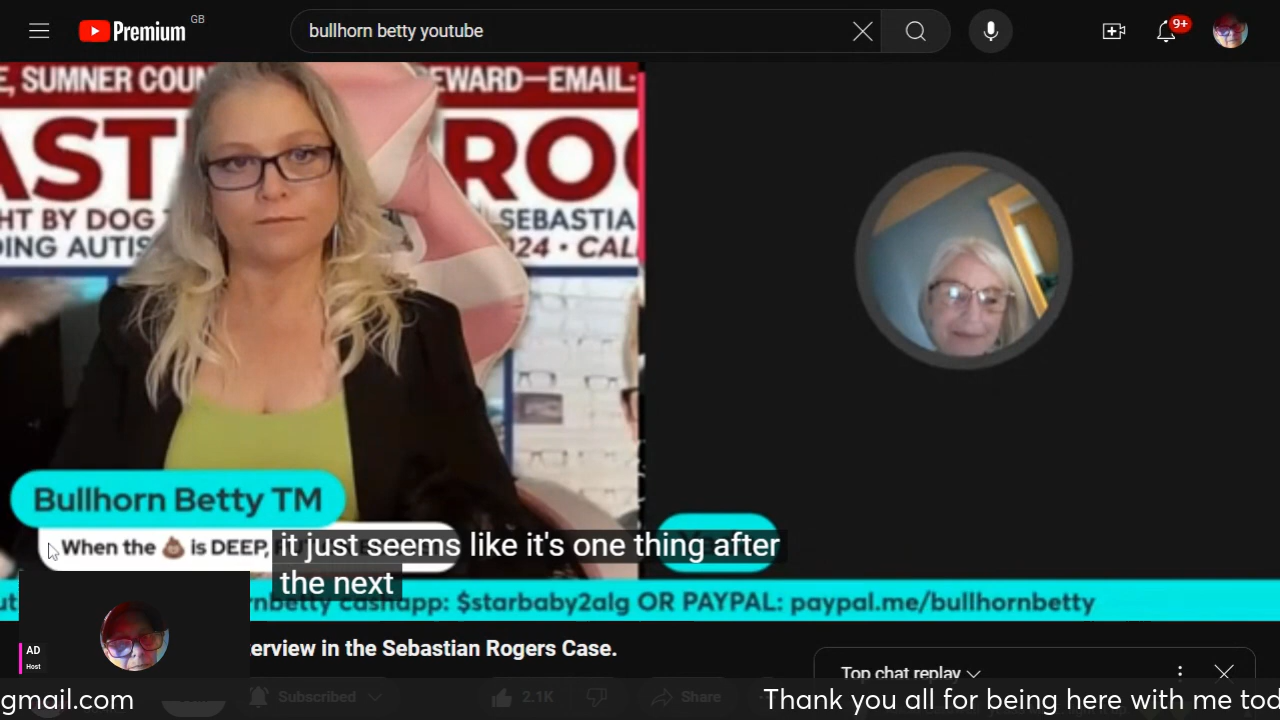 Premium GB
bullhorn betty youtube
9+
E, SUMNER COUN EWARD—EMAIL:
AST ROG
HT BY DOG SEBASTIA
DING AUTIS 2024 • CAL
Bullhorn Betty TM
When the 💩 is DEEP,
it just seems like it's one thing after
the next
rnbetty cashapp: $starbaby2alg OR PAYPAL: paypal.me/bullhornbetty
AD
Host
erview in the Sebastian Rogers Case.
Top chat replay
Subscribed
2.1K
Share
gmail.com
Thank you all for being here with me tod